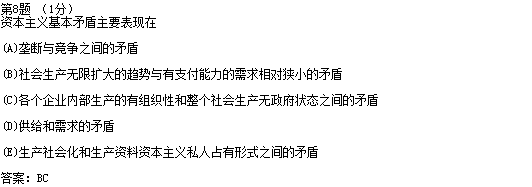 第8题 （1分）
资本主义基本矛盾主要表现在
(A)垄断与竞争之间的矛盾
(B)社会生产无限扩大的趋势与有支付能力的需求相对狭小的矛盾
(C)各个企业内部生产的有组织性和整个社会生产无政府状态之间的矛盾
(D)供给和需求的矛盾
(E)生产社会化和生产资料资本主义私人占有形式之间的矛盾
答案：BC